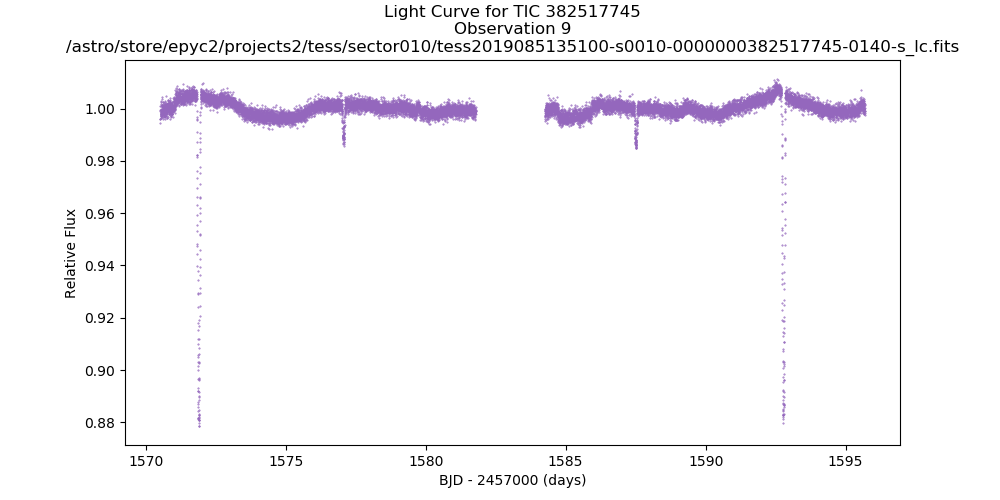 Light Curve for TIC 382517745
Observation 9
/astro/store/epyc2/projects2/tess/sector010/tess2019085135100-s0010-0000000382517745-0140-s_lc.fits
1.00
0.98
0.96
0.94
0.92
0.90
0.88
Relative Flux
1570
1575
1580
1585
1590
1595
BJD - 2457000 (days)